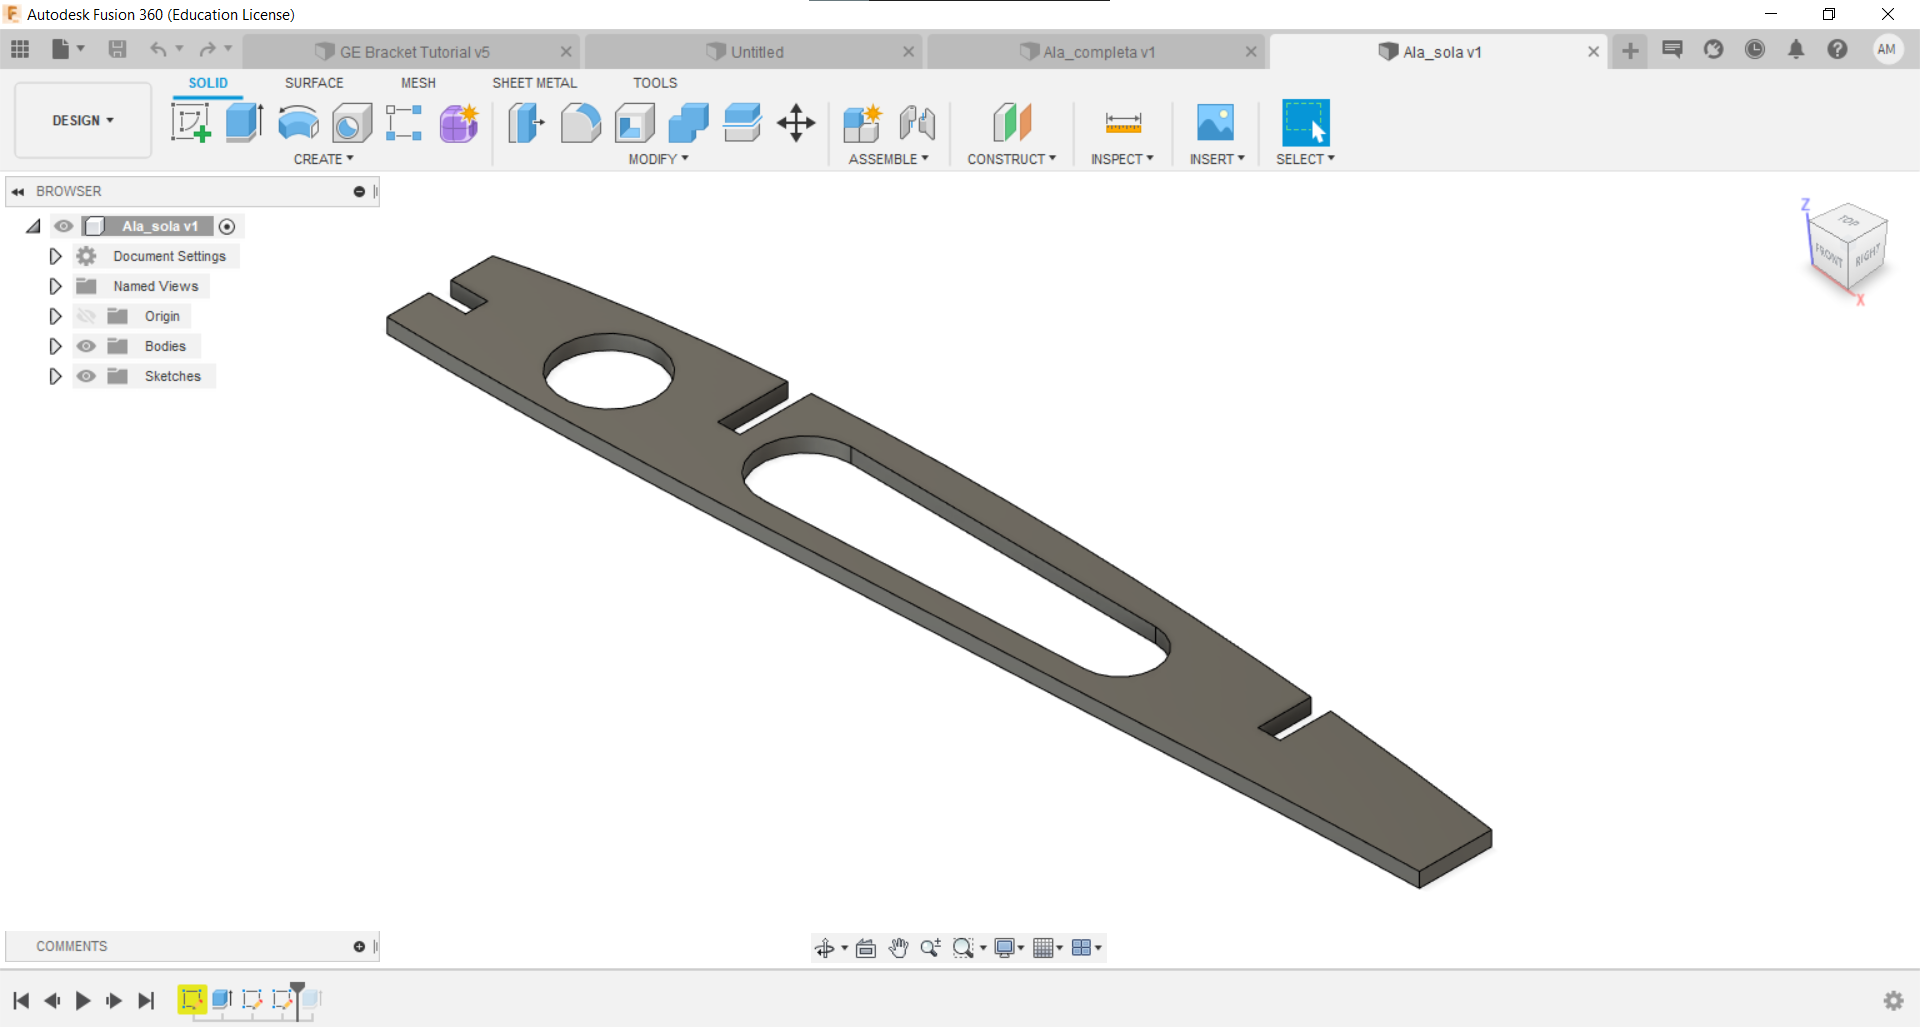 Autodesk Fusion 360 (Education License)
GE Bracket Tutorial v5
Untitled
Ala_completa v1
Ala_sola v1
AM
DESIGN
SOLID
SURFACE
MESH
SHEET METAL
TOOLS
CREATE
MODIFY
ASSEMBLE
CONSTRUCT
INSPECT
INSERT
SELECT
BROWSER
Ala_sola v1
Document Settings
Named Views
Origin
Bodies
Sketches
Z
TOP
FRONT
RIGHT
X
COMMENTS